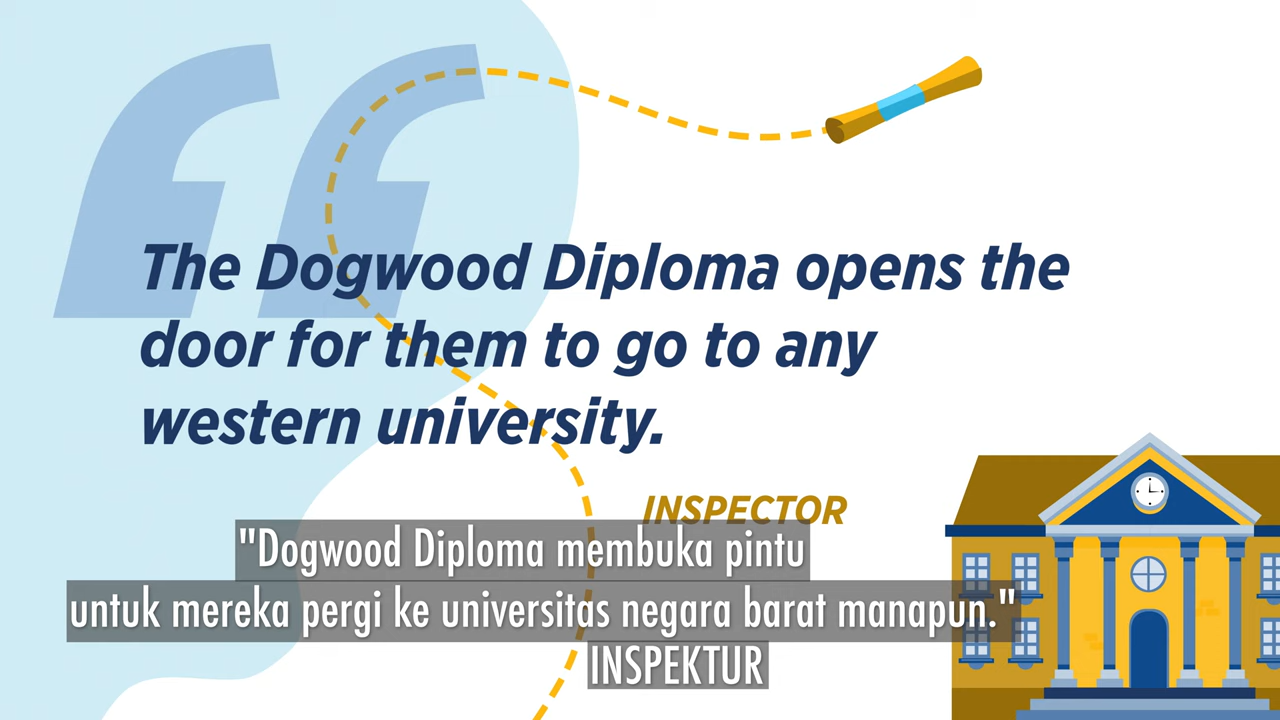 The Dogwood Diploma opens the
door for them to go to any
western university.
INSPECTOR
"Dogwood Diploma membuka pintu
untuk mereka pergi ke universitas negara barat manapun."
INSPEKTUR